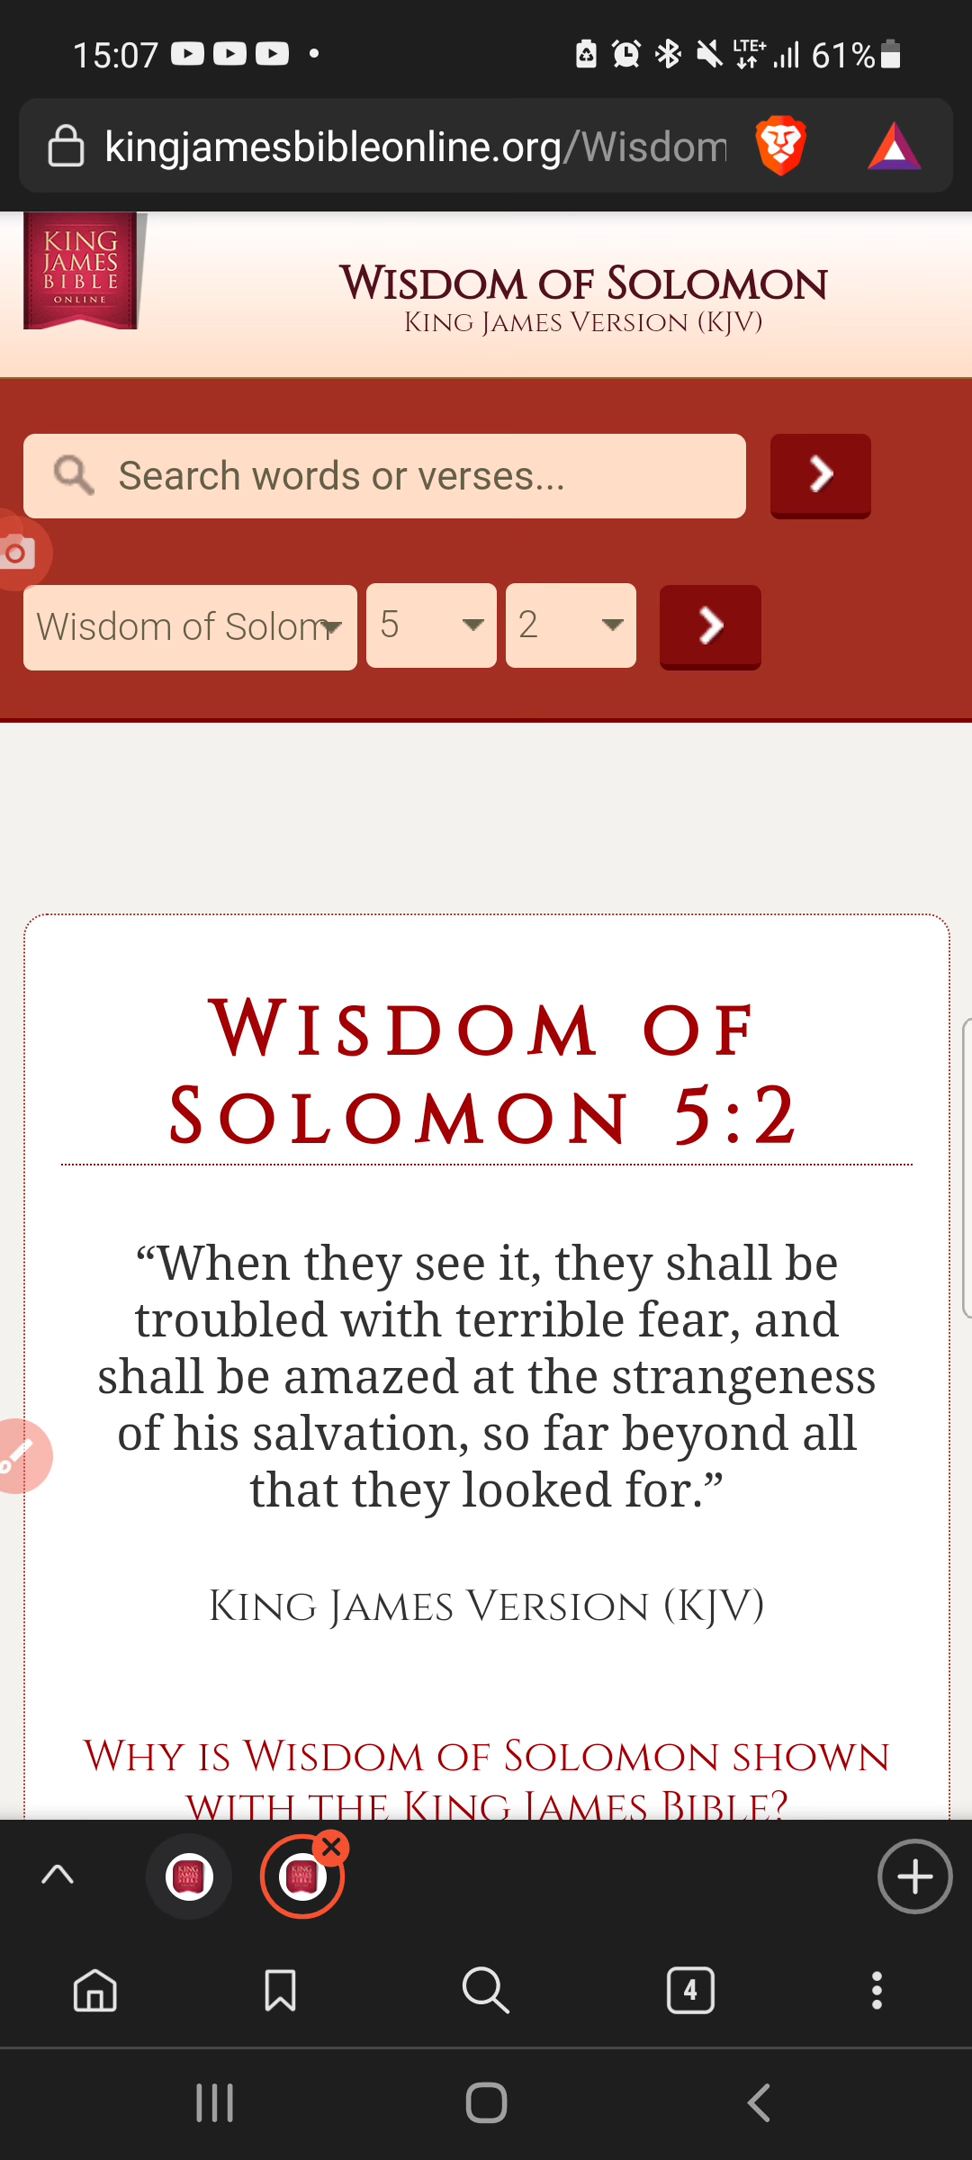 15:07
LTE+
61%
kingjamesbibleonline.org/Wisdom
KING
JAMES
BIBLE
ONLINE
WISDOM OF SOLOMON
KING JAMES VERSION (KJV)
Search words or verses...
Wisdom of Solom
5
2
WISDOM OF
SOLOMON 5:2
“When they see it, they shall be
troubled with terrible fear, and
shall be amazed at the strangeness
of his salvation, so far beyond all
that they looked for.”
KING JAMES VERSION (KJV)
WHY IS WISDOM OF SOLOMON SHOWN
WITH THE KING JAMES BIBLE?
4